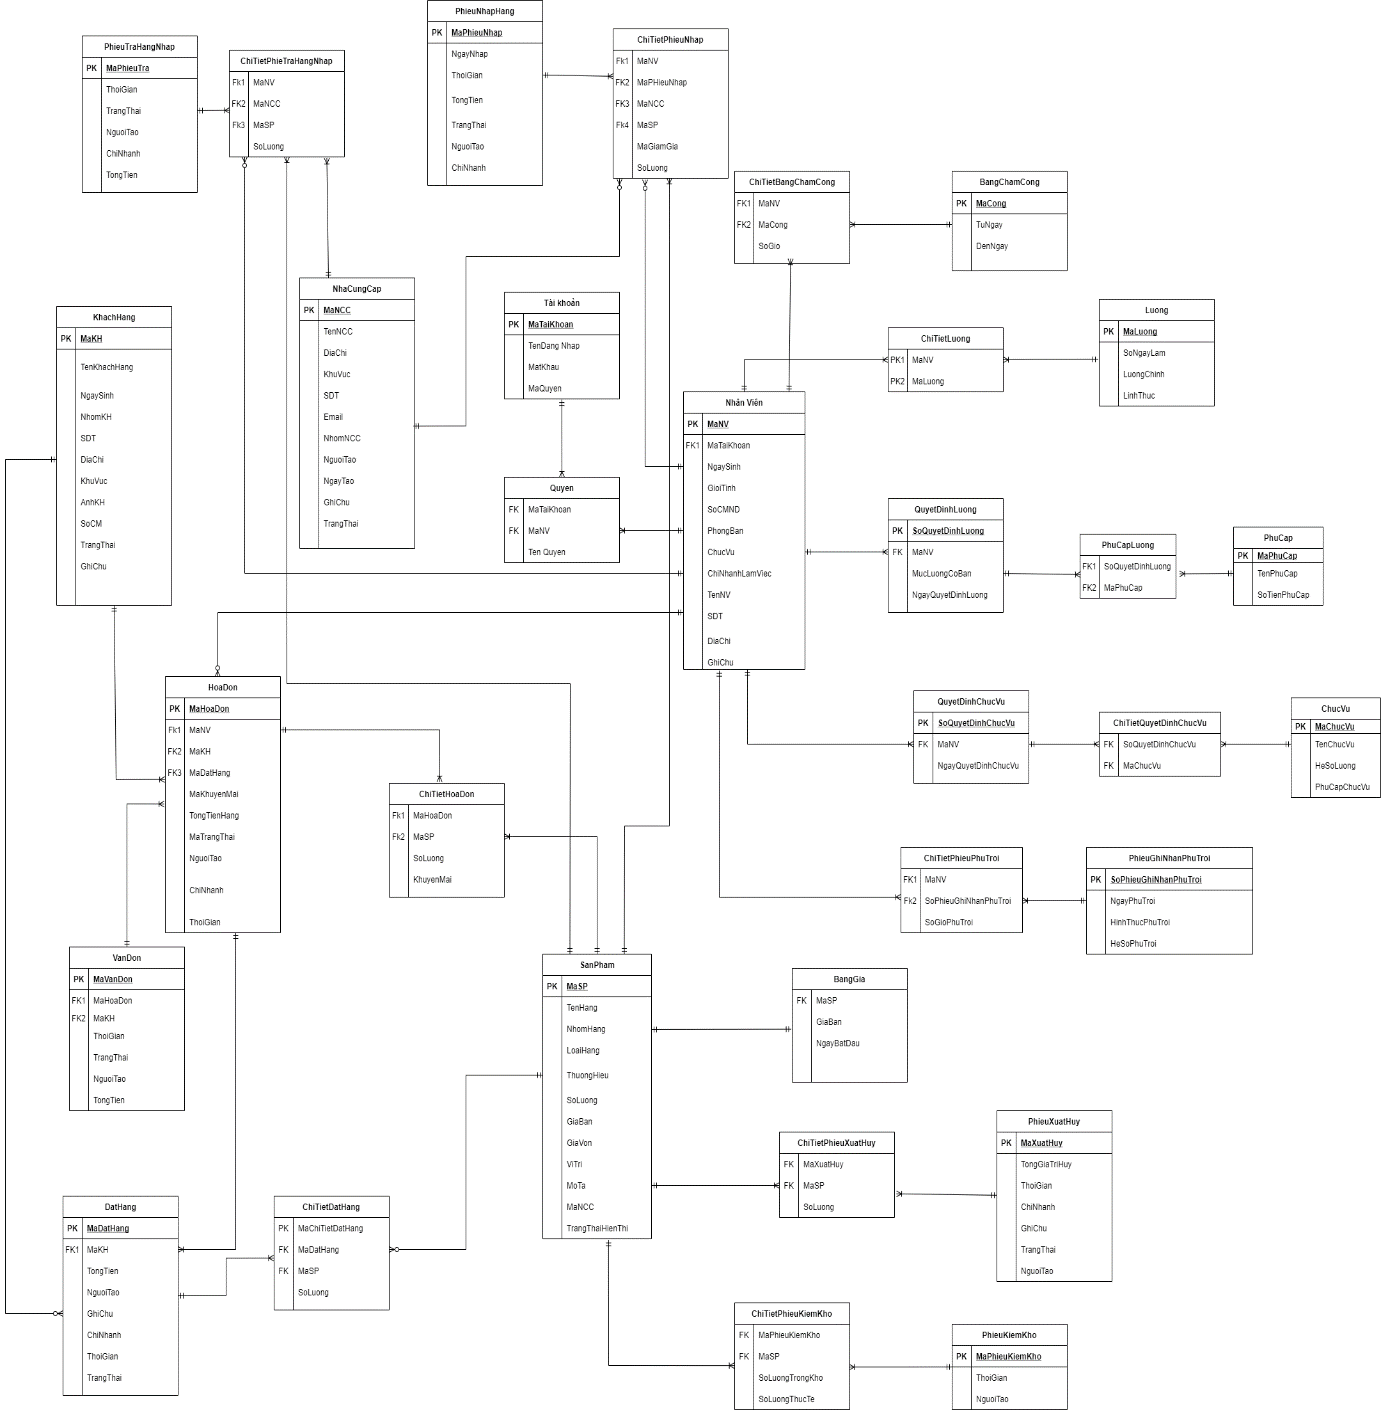 PhieuNhapHang
PK MaPhieuNhap
NgayNhap
ThoiGian
TongTien
TrangThai
NguoiTao
ChiNhanh
PhieuTraHangNhap
PK MaPhieuTra
ThoiGian
TrangThai
NguoiTao
ChiNhanh
TongTien
ChiTietPhieTraHangNhap
Fk1 MaNV
FK2 MaNCC
Fk3 MaSP
SoLuong
ChiTietPhieuNhap
Fk1 MaNV
FK2 MaPHieuNhap
FK3 MaNCC
Fk4 MaSP
MaGiamGia
SoLuong
ChiTietBangChamCong
FK1 MaNV
FK2 MaCong
SoGio
BangChamCong
PK MaCong
TuNgay
DenNgay
NhaCungCap
PK MaNCC
TenNCC
DiaChi
KhuVuc
SDT
Email
NhomNCC
NguoiTao
NgayTao
GhiChu
TrangThai
Tài khoản
PK MaTaiKhoan
TenDang Nhap
MatKhau
MaQuyen
KhachHang
PK MaKH
TenKhachHang
NgaySinh
NhomKH
SDT
DiaChi
KhuVuc
AnhKH
SoCM
TrangThai
GhiChu
Luong
PK MaLuong
SoNgayLam
LuongChinh
LinhThuc
ChiTietLuong
PK1 MaNV
PK2 MaLuong
Nhân Viên
PK MaNV
FK1 MaTaiKhoan
NgaySinh
GioiTinh
SoCMND
PhongBan
ChucVu
ChiNhanhLamViec
TenNV
SDT
DiaChi
GhiChu
Quyen
FK MaTaiKhoan
FK MaNV
Ten Quyen
QuyetDinhLuong
PK SoQuyetDinhLuong
FK MaNV
MucLuongCoBan
NgayQuyetDinhLuong
PhuCapLuong
FK1 SoQuyetDinhLuong
FK2 MaPhuCap
PhuCap
PK MaPhuCap
TenPhuCap
SoTienPhuCap
HoaDon
PK MaHoaDon
Fk1 MaNV
FK2 MaKH
FK3 MaDatHang
MaKhuyenMai
TongTienHang
MaTrangThai
NguoiTao
ChiNhanh
ThoiGian
QuyetDinhChucVu
PK SoQuyetDinhChucVu
FK MaNV
NgayQuyetDinhChucVu
ChiTietQuyetDinhChucVu
FK SoQuyetDinhChucVu
FK MaChucVu
ChucVu
PK MaChucVu
TenChucVu
HeSoLuong
PhuCapChucVu
ChiTietHoaDon
Fk1 MaHoaDon
Fk2 MaSP
SoLuong
KhuyenMai
ChiTietPhieuPhuTroi
FK1 MaNV
Fk2 SoPhieuGhiNhanPhuTroi
SoGioPhuTroi
PhieuGhiNhanPhuTroi
PK SoPhieuGhiNhanPhuTroi
NgayPhuTroi
HinhThucPhuTroi
HeSoPhuTroi
VanDon
PK MaVanDon
FK1 MaHoaDon
FK2 MaKH
ThoiGian
TrangThai
NguoiTao
TongTien
SanPham
PK MaSP
TenHang
NhomHang
LoaiHang
ThuongHieu
SoLuong
GiaBan
GiaVon
ViTri
MoTa
MaNCC
TrangThaiHienThi
BangGia
FK MaSP
GiaBan
NgayBatDau
ChiTietPhieuXuatHuy
FK MaXuatHuy
FK MaSP
SoLuong
PhieuXuatHuy
PK MaXuatHuy
TongGiaTriHuy
ThoiGian
ChiNhanh
GhiChu
TrangThai
NguoiTao
DatHang
PK MaDatHang
FK1 MaKH
TongTien
NguoiTao
GhiChu
ChiNhanh
ThoiGian
TrangThai
ChiTietDatHang
PK MaChiTietDatHang
FK MaDatHang
FK MaSP
SoLuong
ChiTietPhieuKiemKho
FK MaPhieuKiemKho
FK MaSP
SoLuongTrongKho
SoLuongThucTe
PhieuKiemKho
PK MaPhieuKiemKho
ThoiGian
NguoiTao